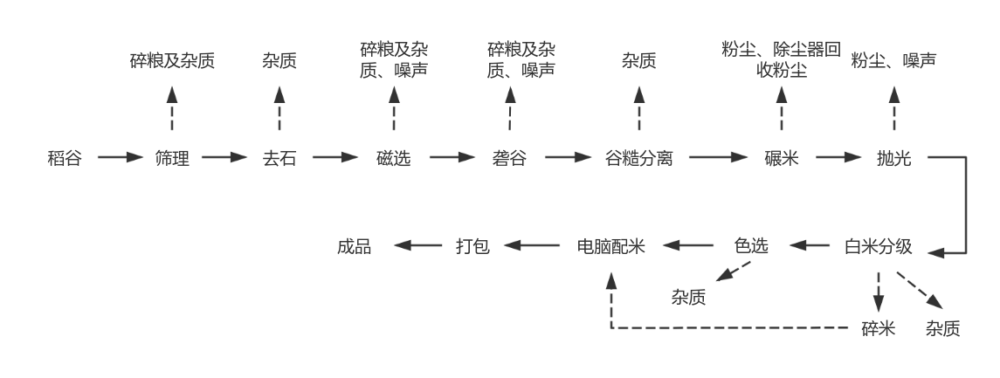 碎粮及杂质
杂质
碎粮及杂
质、噪声
碎粮及杂
质、噪声
杂质
粉尘、除尘器回
收粉尘
粉尘、噪声
稻谷
筛理
去石
磁选
砻谷
谷糙分离
碾米
抛光
成品
打包
电脑配米
色选
白米分级
杂质
碎米
杂质